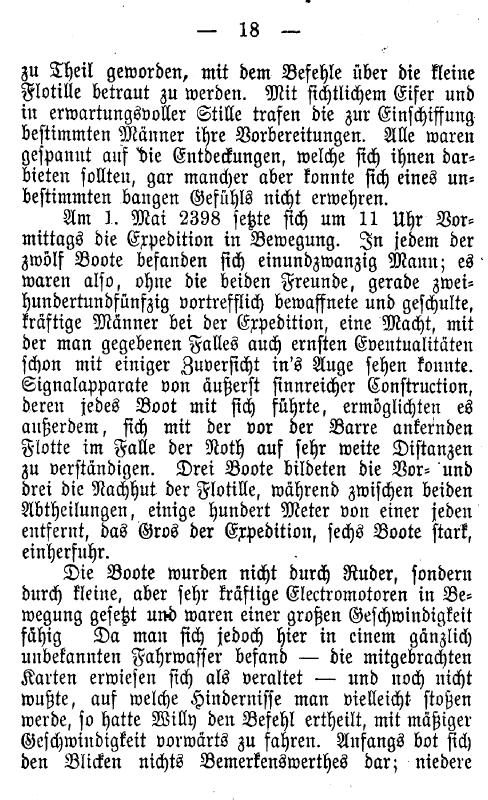 — 18 —
zu Theil geworden, mit dem Befehle über die kleine
Flotille betraut zu werden. Mit sichtlichem Eifer und
in erwartungsvoller Stille trafen die zur Einschiffung
bestimmten Männer ihre Vorbereitungen. Alle waren
gespannt auf die Entdeckungen, welche sich ihnen dar-
bieten sollten, gar mancher aber konnte sich eines un-
bestimmten bangen Gefühls nicht erwehren.
Am 1. Mai 2398 setzte sich um 11 Uhr Vor-
mittags die Expedition in Bewegung. In jedem der
zwölf Boote befanden sich einundzwanzig Mann; es
waren also, ohne die beiden Freunde, gerade zwei-
hundertundfünfzig vortrefflich bewaffnete und geschulte,
kräftige Männer bei der Expedition, eine Macht, mit
der man gegebenen Falles auch ernsten Eventualitäten
schon mit einiger Zuversicht in's Auge sehen konnte.
Signalapparate von äußerst sinnreicher Construction,
deren jedes Boot mit sich führte, ermöglichten es
außerdem, sich mit der vor der Barre ankernden
Flotte im Falle der Noth auf sehr weite Distanzen
zu verständigen. Drei Boote bildeten die Vor- und
drei die Nachhut der Flotille, während zwischen beiden
Abtheilungen, einige hundert Meter von einer jeden
entfernt, das Gros der Expedition, sechs Boote stark,
einherfuhr.
Die Boote wurden nicht durch Ruder, sondern
durch kleine, aber sehr kräftige Electromotoren in Be-
wegung gesetzt und waren einer großen Geschwindigkeit
fähig Da man sich jedoch hier in einem gänzlich
unbekannten Fahrwasser befand — die mitgebrachten
Karten erwiesen sich als veraltet — und noch nicht
wußte, auf welche Hindernisse man vielleicht stoßen
werde, so hatte Willy den Befehl ertheilt, mit mäßiger
Geschwindigkeit vorwärts zu fahren. Anfangs bot sich
den Blicken nichts Bemerkenswerthes dar; niedere